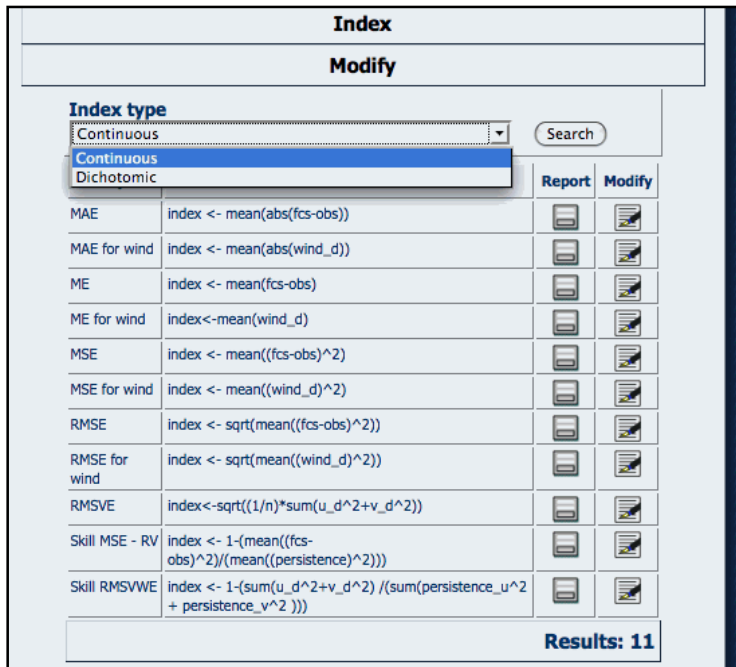 Index
Modify
Index type
Continuous
Search
Continuous
Dichotomic
Report Modify
MAE index <- mean(abs(fcs-obs))
MAE for wind index <- mean(abs(wind_d))
ME index <- mean(fcs-obs)
ME for wind index<-mean(wind_d)
MSE index <- mean((fcs-obs)^2)
MSE for wind index <- mean((wind_d)^2)
RMSE index <- sqrt(mean((fcs-obs)^2))
RMSE for index <- sqrt(mean((wind_d)^2))
wind
RMSVE index<-sqrt((1/n)*sum(u_d^2+v_d^2))
Skill MSE - RV index <- 1-(mean((fcs-
obs)^2)/(mean((persistence)^2)))
Skill RMSVWE index <- 1-(sum(u_d^2+v_d^2) /(sum(persistence_u^2
+ persistence_v^2 )))
Results: 11